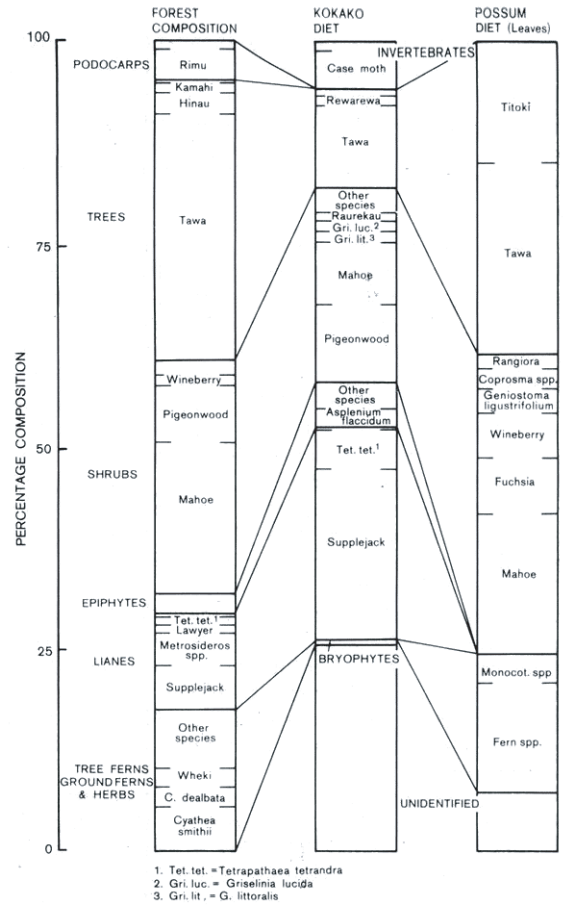 FOREST
COMPOSITION
KOKAKO
DIET
POSSUM
DIET (Leaves)
PERCENTAGE COMPOSITION
100
75
50
25
0
PODOCARPS
TREES
SHRUBS
EPIPHYTES
LIANES
TREE FERNS
GROUND FERNS
& HERBS
Rimu
Kamahi
Hinau
Tawa
Wineberry
Pigeonwood
Mahoe
Tet. tet.1
Lawyer
Metrosideros
spp.
Supplejack
Other
species
Wheki
C. dealbata
Cyathea
smithii
INVERTEBRATES
Case moth
Rewarewa
Tawa
Other
species
Raurekau
Gri. luc.2
Gri. lit.3
Mahoe
Pigeonwood
Other
species
Asplenium
flaccidum
Tet. tet.1
Supplejack
BRYOPHYTES
Titoki
Tawa
Rangiora
Coprosma spp.
Geniostoma
ligustrifolium
Wineberry
Fuchsia
Mahoe
Monocot. spp
Fern spp.
UNIDENTIFIED
1. Tet. tet. = Tetrapathaea tetrandra
2. Gri. luc. = Griselinia lucida
3. Gri. lit. = G. littoralis